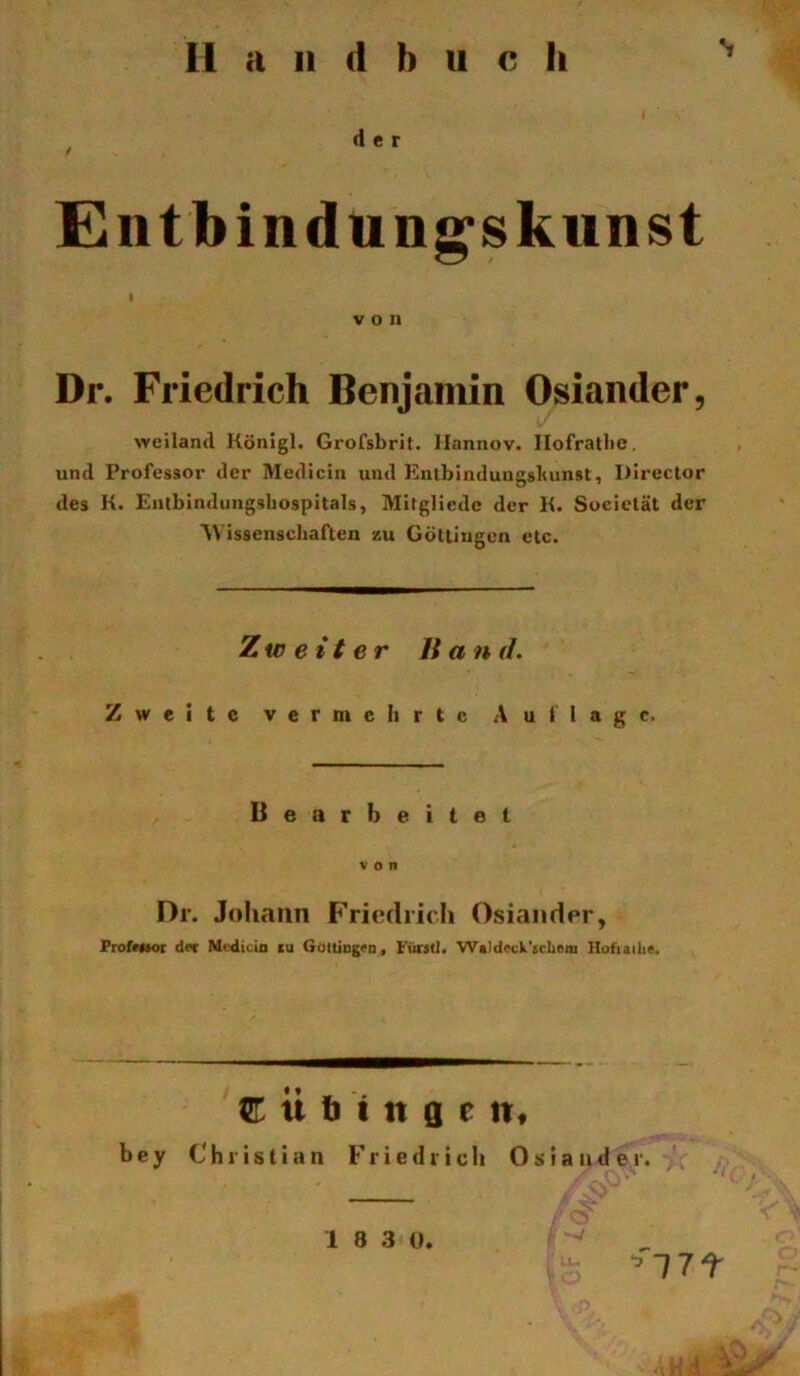 Handbuch
der
Entbindungskunst
von
Dr. Friedrich Benjamin Osiander,
weiland Königl. Grofsbrit. Hannov. Hofrathe
und Professor der Medicin und Entbindungskunst, Director
des K. Entbindungshospitals, Mitgliede der K. Societät der
Wissenschaften zu Göttingen etc.
Zweiter Band.
Zweite vermehrte Auflage.
Bearbeitet
von
Dr. Johann Friedrich Osiander,
Professor der Medicin zu Göttingen, Fürstl. Waldeck'schem Hofrathe.
Tübingen,
bey Christian Friedrich Osiander.
1830.
OF LONDON